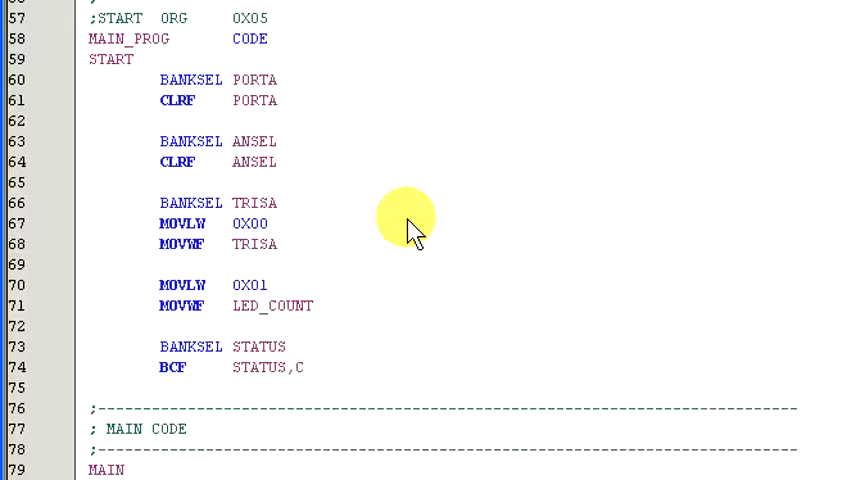 57 ;START ORG 0X05
58 MAIN_PROG CODE
59 START
60 BANKSEL PORTA
61 CLRF PORTA
62
63 BANKSEL ANSEL
64 CLRF ANSEL
65
66 BANKSEL TRISA
67 MOVLW 0X00
68 MOVWF TRISA
69
70 MOVLW 0X01
71 MOVWF LED_COUNT
72
73 BANKSEL STATUS
74 BCF STATUS,C
75
76 ;------------------------------------------------------------------------------
77 ; MAIN CODE
78 ;------------------------------------------------------------------------------
79 MAIN